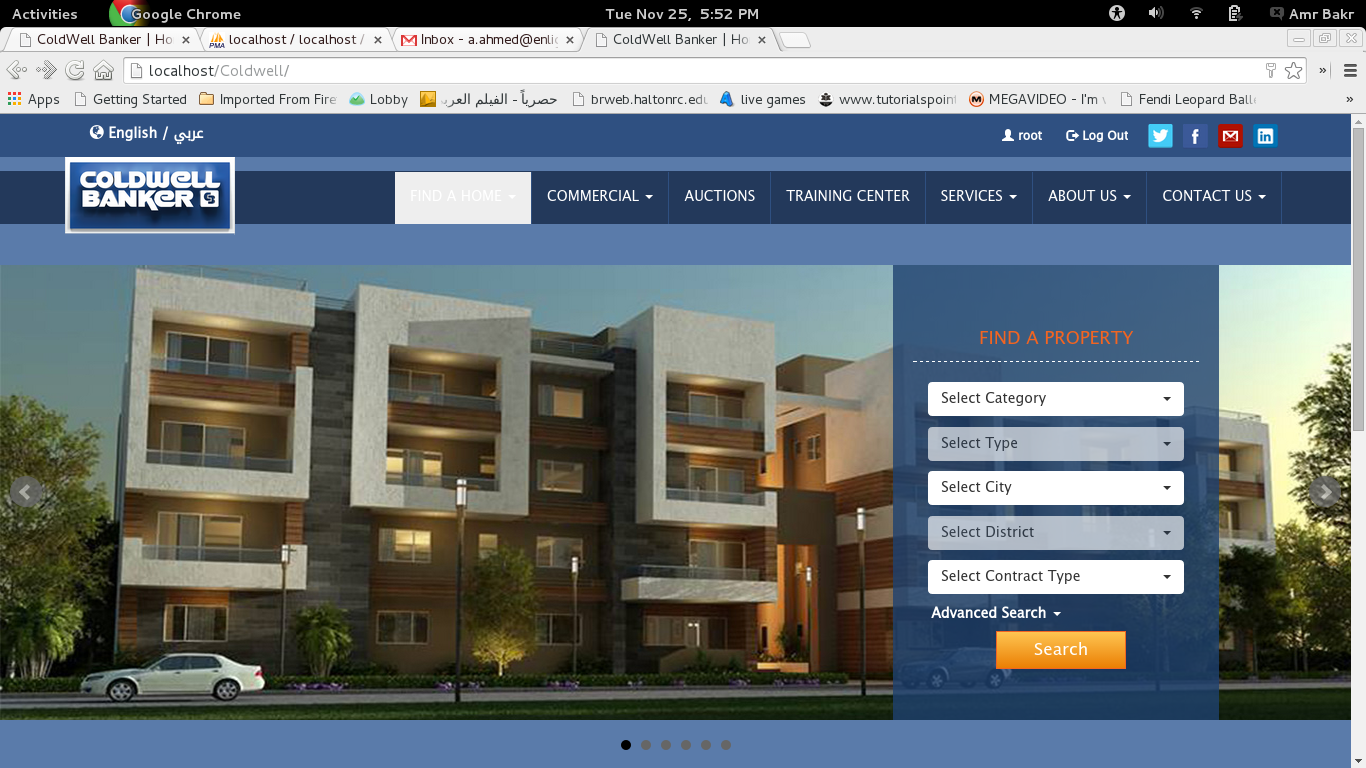 Activities
Google Chrome
Tue Nov 25, 5:52 PM
Amr Bakr
ColdWell Banker | Ho
localhost / localhost /
Inbox - a.ahmed@enlig
ColdWell Banker | Ho
localhost/Coldwell/
Apps
Getting Started
Imported From Fire
Lobby
حصرياً - الفيلم العرب
brweb.haltonrc.edu
live games
www.tutorialspoint
MEGAVIDEO - I'm
Fendi Leopard Balle
»
English / عربي
root
Log Out
COLDWELL
BANKER
FIND A HOME
COMMERCIAL
AUCTIONS
TRAINING CENTER
SERVICES
ABOUT US
CONTACT US
FIND A PROPERTY
Select Category
Select Type
Select City
Select District
Select Contract Type
Advanced Search
Search